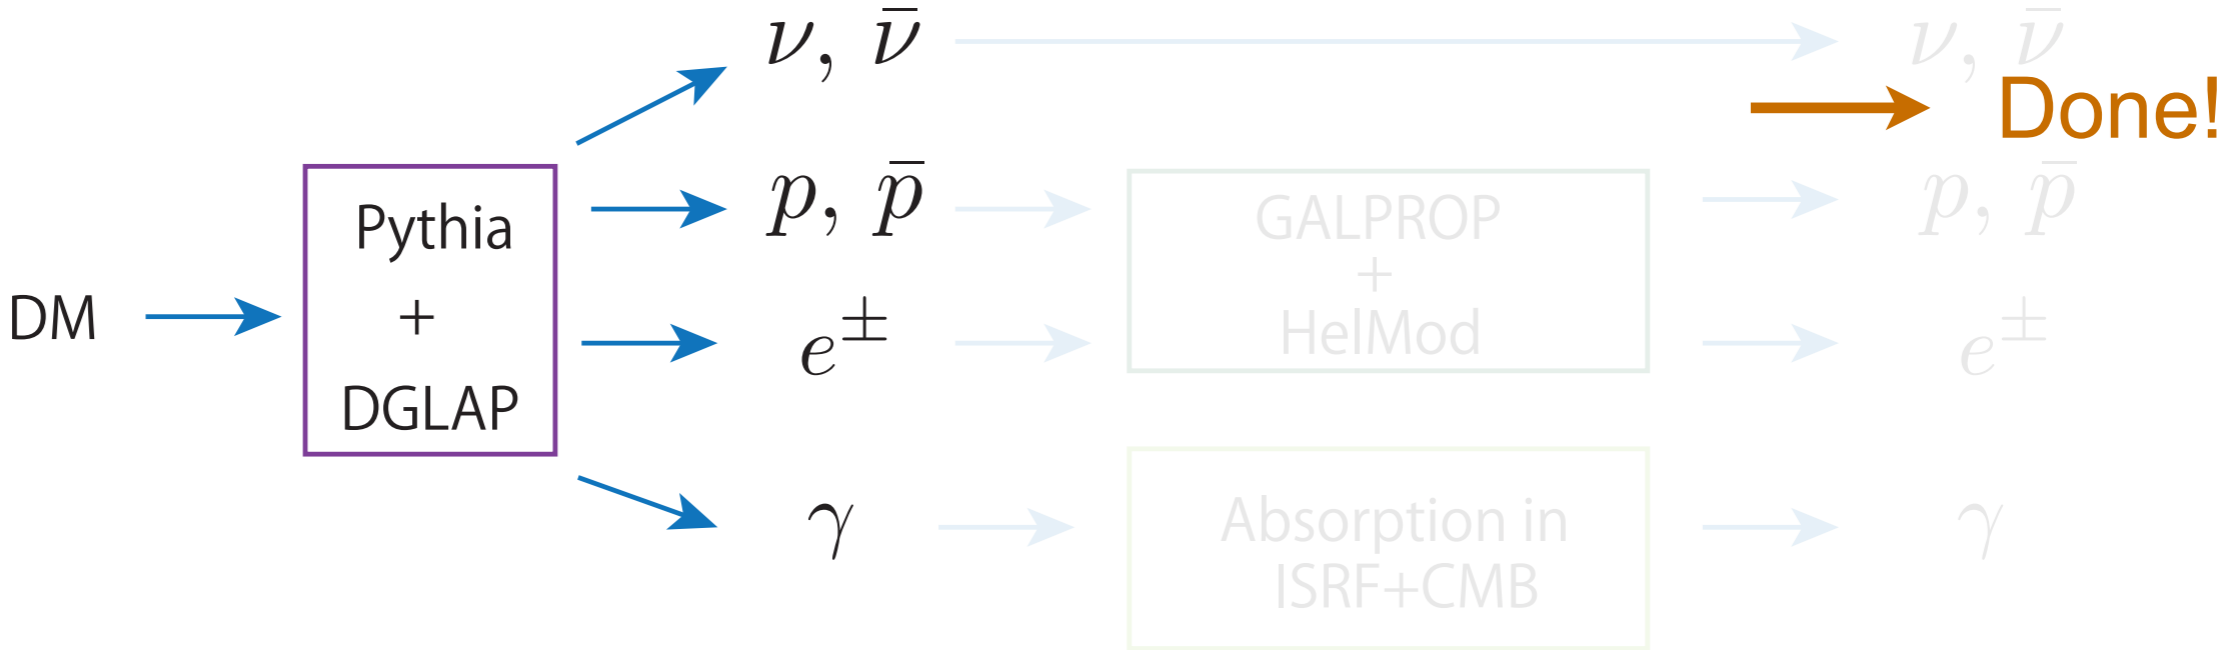 DM
Pythia
+
DGLAP
ν, ν̄
p, p̄
e±
γ
GALPROP
+
HelMod
Absorption in
ISRF+CMB
ν, ν̄
Done!
p, p̄
e±
γ